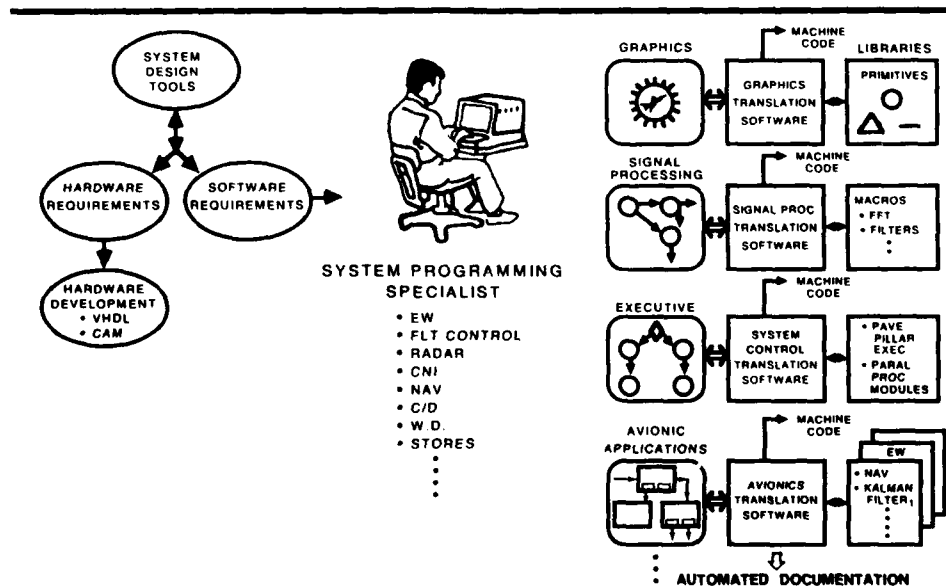 SYSTEM
DESIGN
TOOLS
HARDWARE
REQUIREMENTS
SOFTWARE
REQUIREMENTS
HARDWARE
DEVELOPMENT
• VHDL
• CAM
SYSTEM PROGRAMMING
SPECIALIST
• EW
• FLT CONTROL
• RADAR
• CNI
• NAV
• C/D
• W.D.
• STORES
GRAPHICS
MACHINE
CODE
LIBRARIES
GRAPHICS
TRANSLATION
SOFTWARE
PRIMITIVES
SIGNAL
PROCESSING
MACHINE
CODE
SIGNAL PROC
TRANSLATION
SOFTWARE
MACROS
• FFT
• FILTERS
EXECUTIVE
MACHINE
CODE
SYSTEM
CONTROL
TRANSLATION
SOFTWARE
• PAVE
PILLAR
EXEC
• PARAL
PROC
MODULES
AVIONIC
APPLICATIONS
MACHINE
CODE
AVIONICS
TRANSLATION
SOFTWARE
EW
• NAV
• KALMAN
FILTER1
AUTOMATED DOCUMENTATION